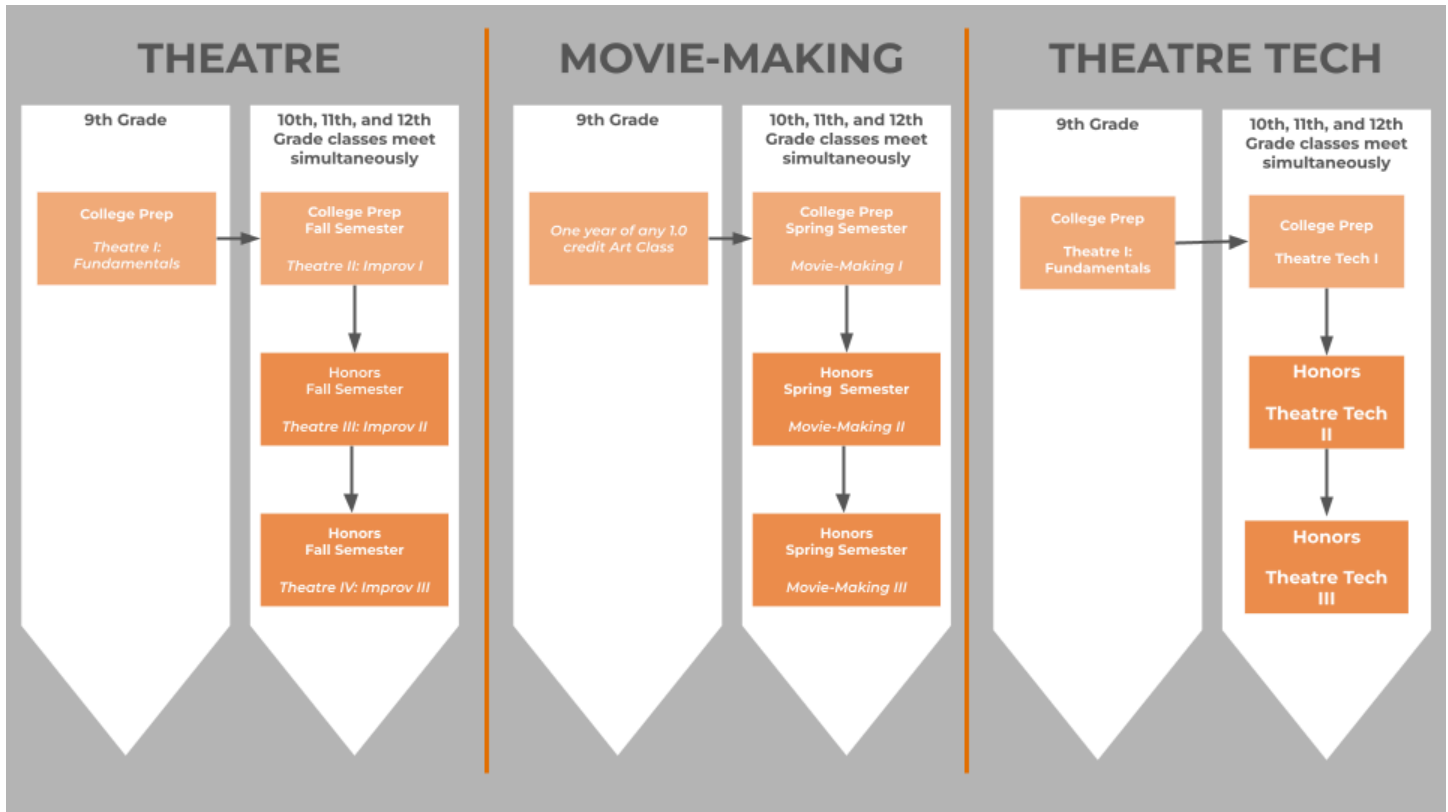 THEATRE
9th Grade
College Prep
Theatre I:
Fundamentals
10th, 11th, and 12th
Grade classes meet
simultaneously
College Prep
Fall Semester
Theatre II: Improv I
Honors
Fall Semester
Theatre III: Improv II
Honors
Fall Semester
Theatre IV: Improv III
MOVIE-MAKING
9th Grade
One year of any 1.0
credit Art Class
10th, 11th, and 12th
Grade classes meet
simultaneously
College Prep
Spring Semester
Movie-Making I
Honors
Spring Semester
Movie-Making II
Honors
Spring Semester
Movie-Making III
THEATRE TECH
9th Grade
College Prep
Theatre I:
Fundamentals
10th, 11th, and 12th
Grade classes meet
simultaneously
College Prep
Theatre Tech I
Honors
Theatre Tech
II
Honors
Theatre Tech
III